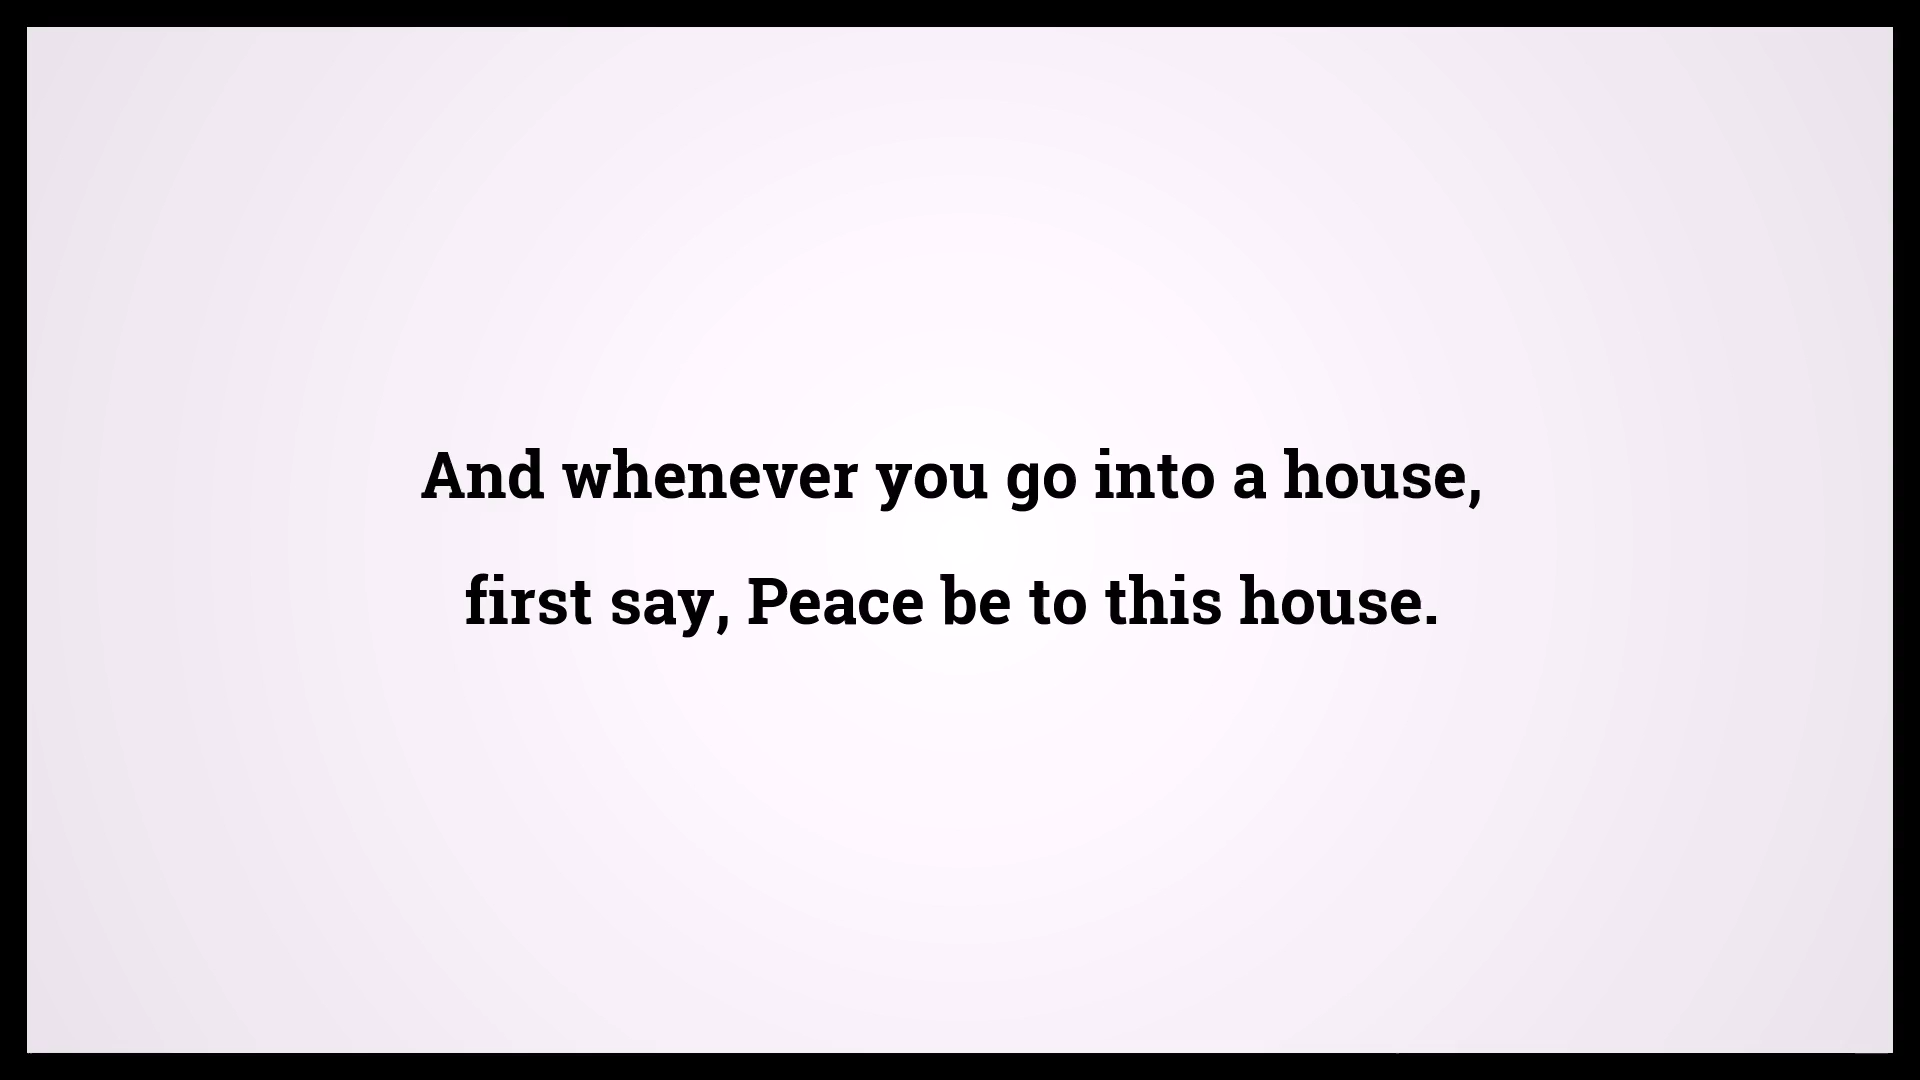 And whenever you go into a house,
first say, Peace be to this house.